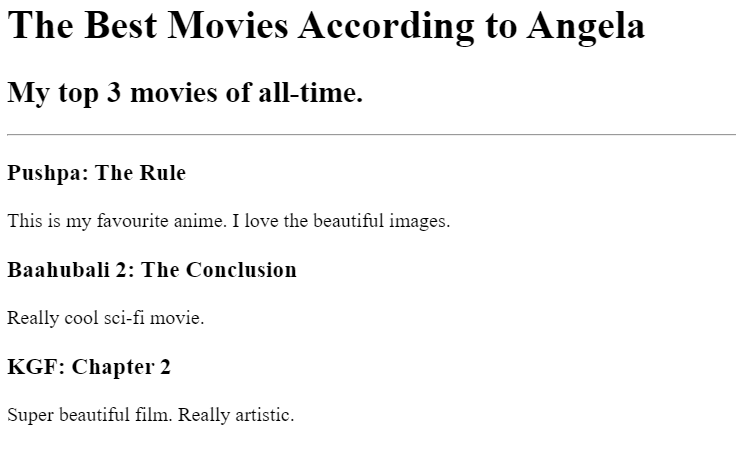 The Best Movies According to Angela
My top 3 movies of all-time.
Pushpa: The Rule
This is my favourite anime. I love the beautiful images.
Baahubali 2: The Conclusion
Really cool sci-fi movie.
KGF: Chapter 2
Super beautiful film. Really artistic.